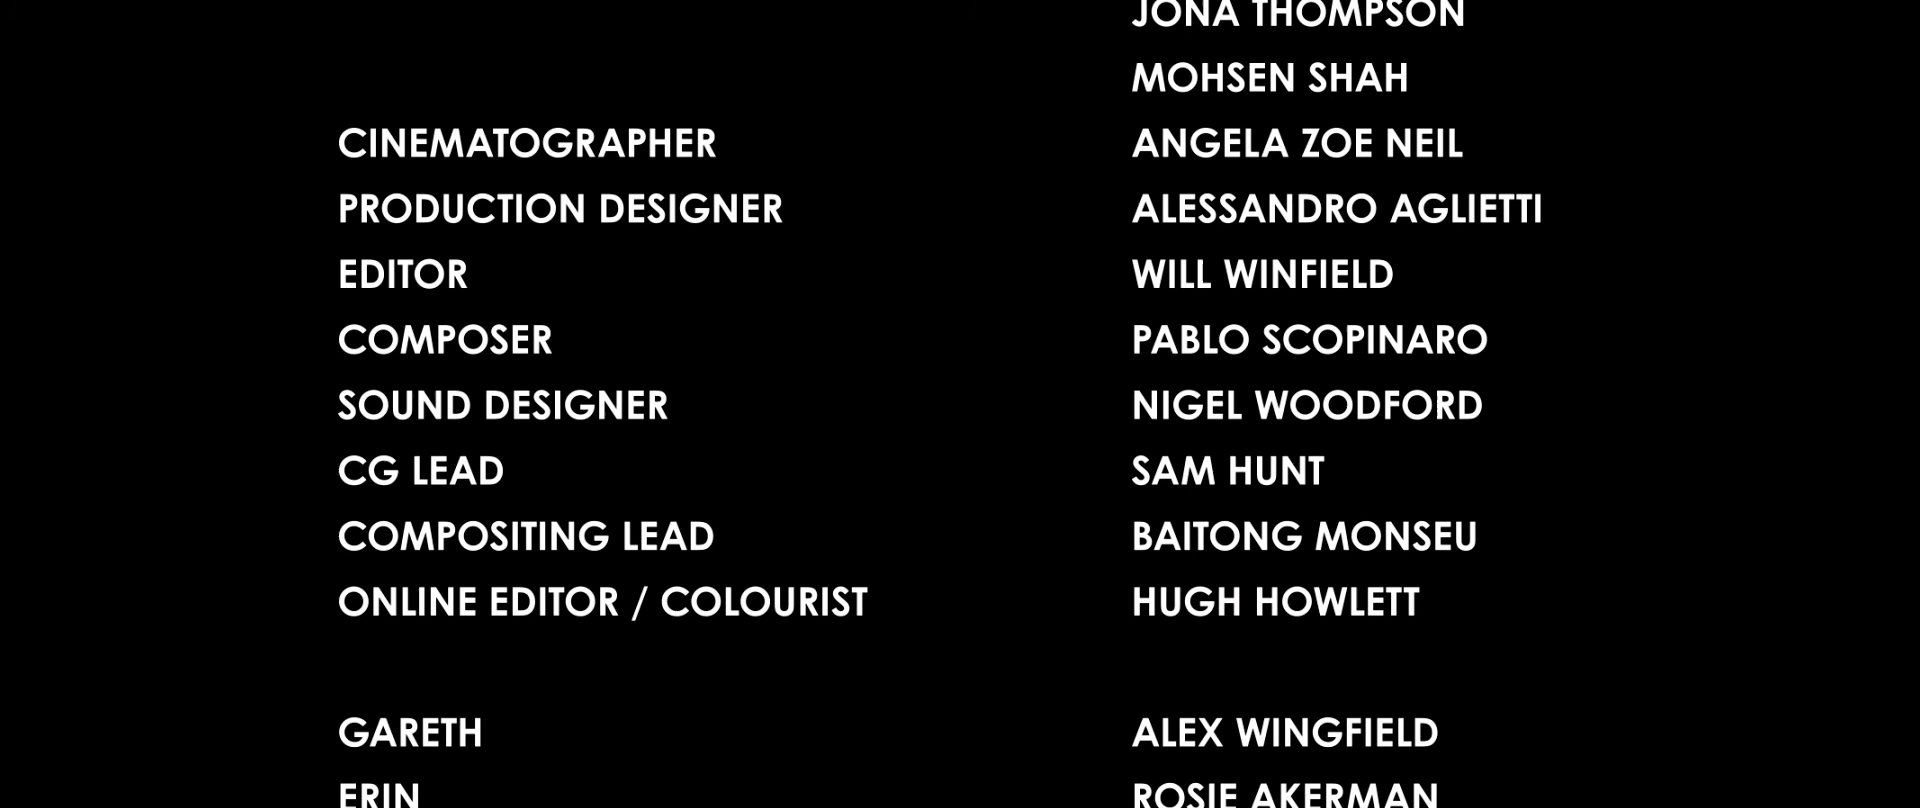 JONA THOMPSON
MOHSEN SHAH
CINEMATOGRAPHER ANGELA ZOE NEIL
PRODUCTION DESIGNER ALESSANDRO AGLIETTI
EDITOR WILL WINFIELD
COMPOSER PABLO SCOPINARO
SOUND DESIGNER NIGEL WOODFORD
CG LEAD SAM HUNT
COMPOSITING LEAD BAITONG MONSEU
ONLINE EDITOR / COLOURIST HUGH HOWLETT
GARETH ALEX WINGFIELD
ERIN ROSIE AKERMAN